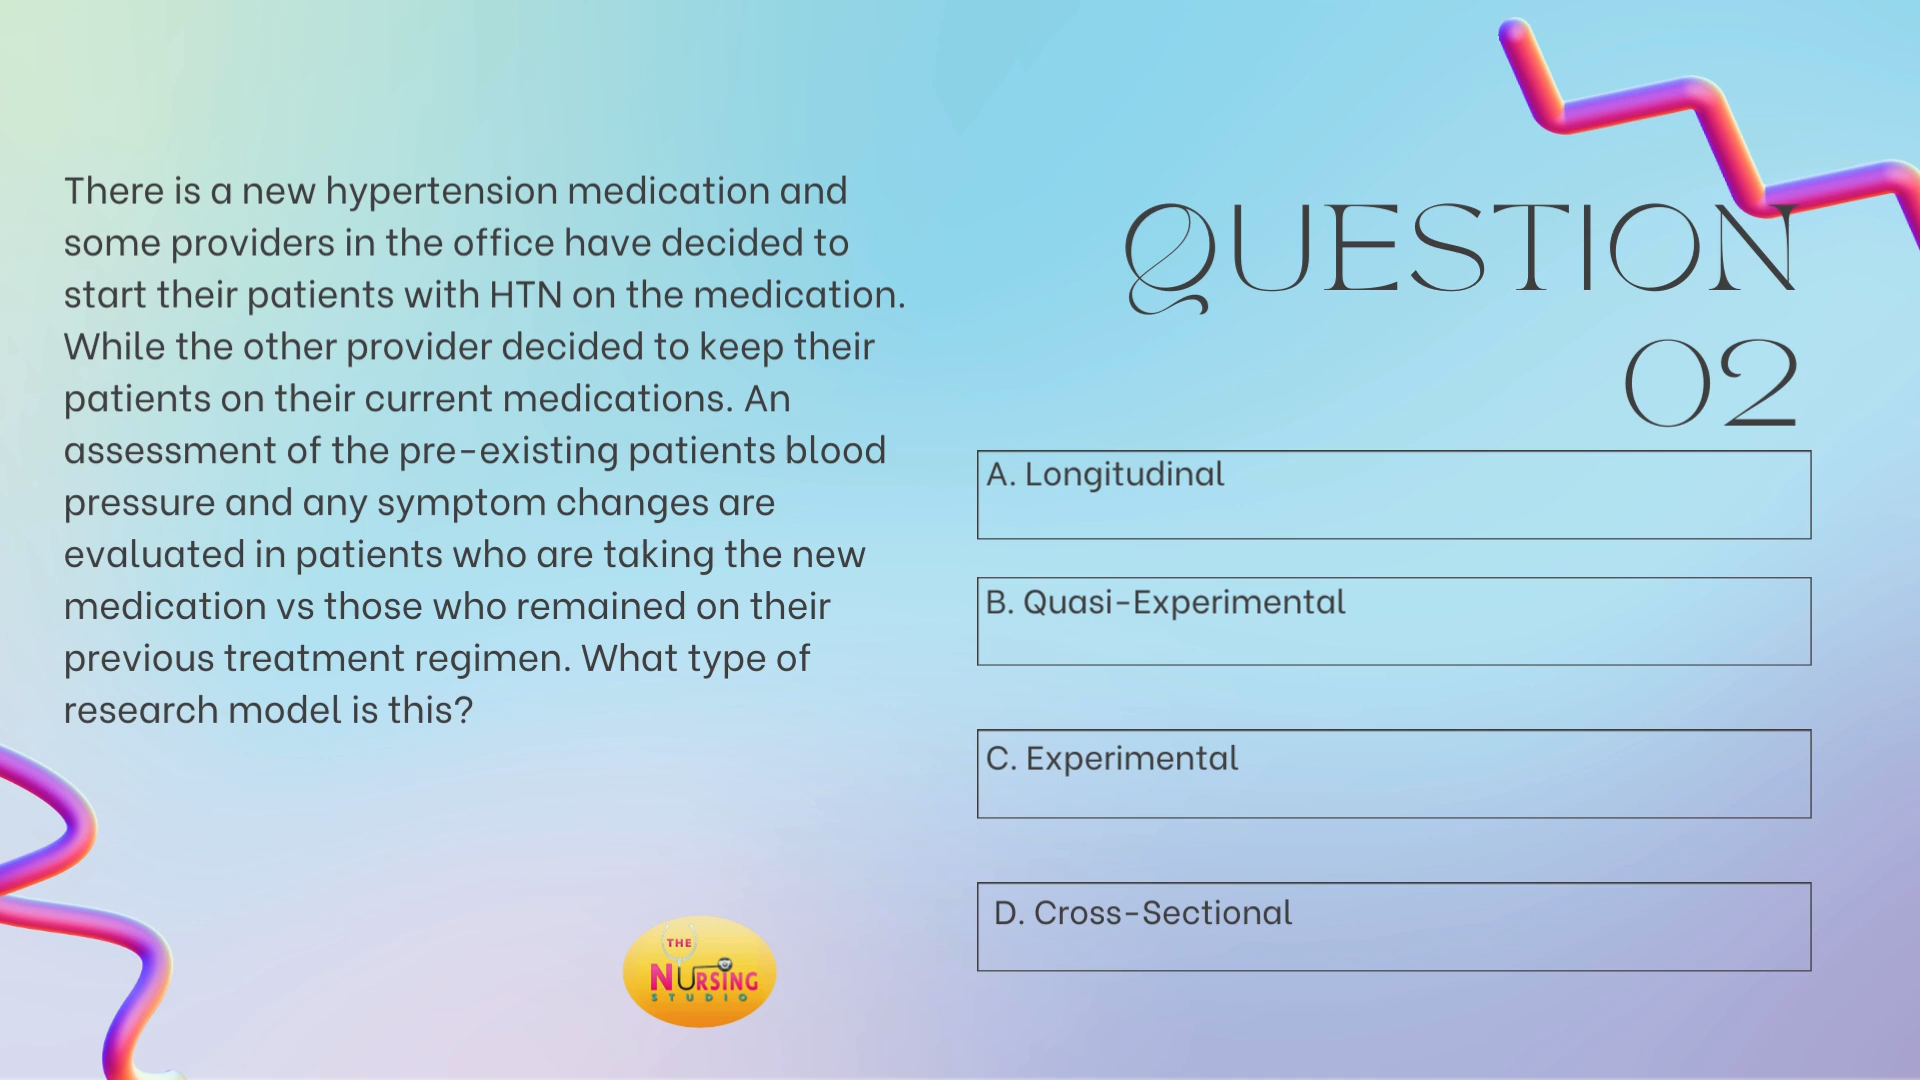 There is a new hypertension medication and
some providers in the office have decided to
start their patients with HTN on the medication.
While the other provider decided to keep their
patients on their current medications. An
assessment of the pre-existing patients blood
pressure and any symptom changes are
evaluated in patients who are taking the new
medication vs those who remained on their
previous treatment regimen. What type of
research model is this?
QUESTION
02
A. Longitudinal
B. Quasi-Experimental
C. Experimental
D. Cross-Sectional
THE
NURSING
STUDIO